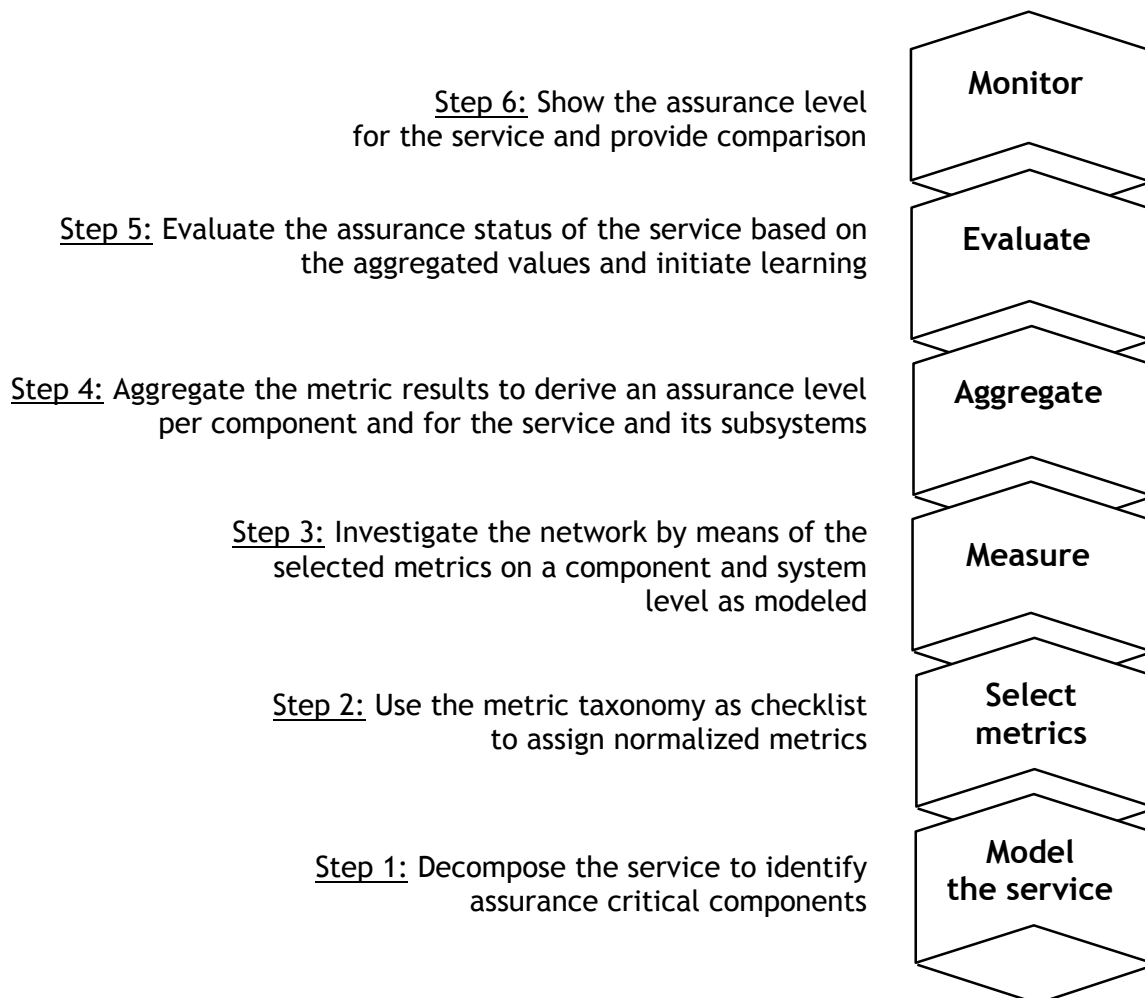 Monitor
Step 6: Show the assurance level
for the service and provide comparison
Step 5: Evaluate the assurance status of the service based on
the aggregated values and initiate learning
Evaluate
Step 4: Aggregate the metric results to derive an assurance level
per component and for the service and its subsystems
Aggregate
Step 3: Investigate the network by means of the
selected metrics on a component and system
level as modeled
Measure
Step 2: Use the metric taxonomy as checklist
to assign normalized metrics
Select
metrics
Step 1: Decompose the service to identify
assurance critical components
Model
the service